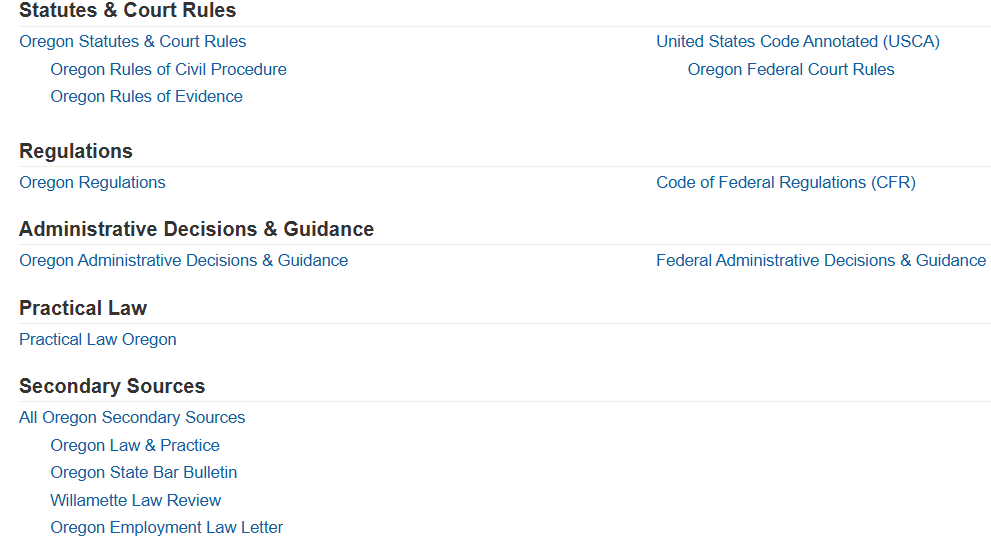 Statutes & Court Rules
Oregon Statutes & Court Rules United States Code Annotated (USCA)
Oregon Rules of Civil Procedure Oregon Federal Court Rules
Oregon Rules of Evidence
Regulations
Oregon Regulations Code of Federal Regulations (CFR)
Administrative Decisions & Guidance
Oregon Administrative Decisions & Guidance Federal Administrative Decisions & Guidance
Practical Law
Practical Law Oregon
Secondary Sources
All Oregon Secondary Sources
Oregon Law & Practice
Oregon State Bar Bulletin
Willamette Law Review
Oregon Employment Law Letter